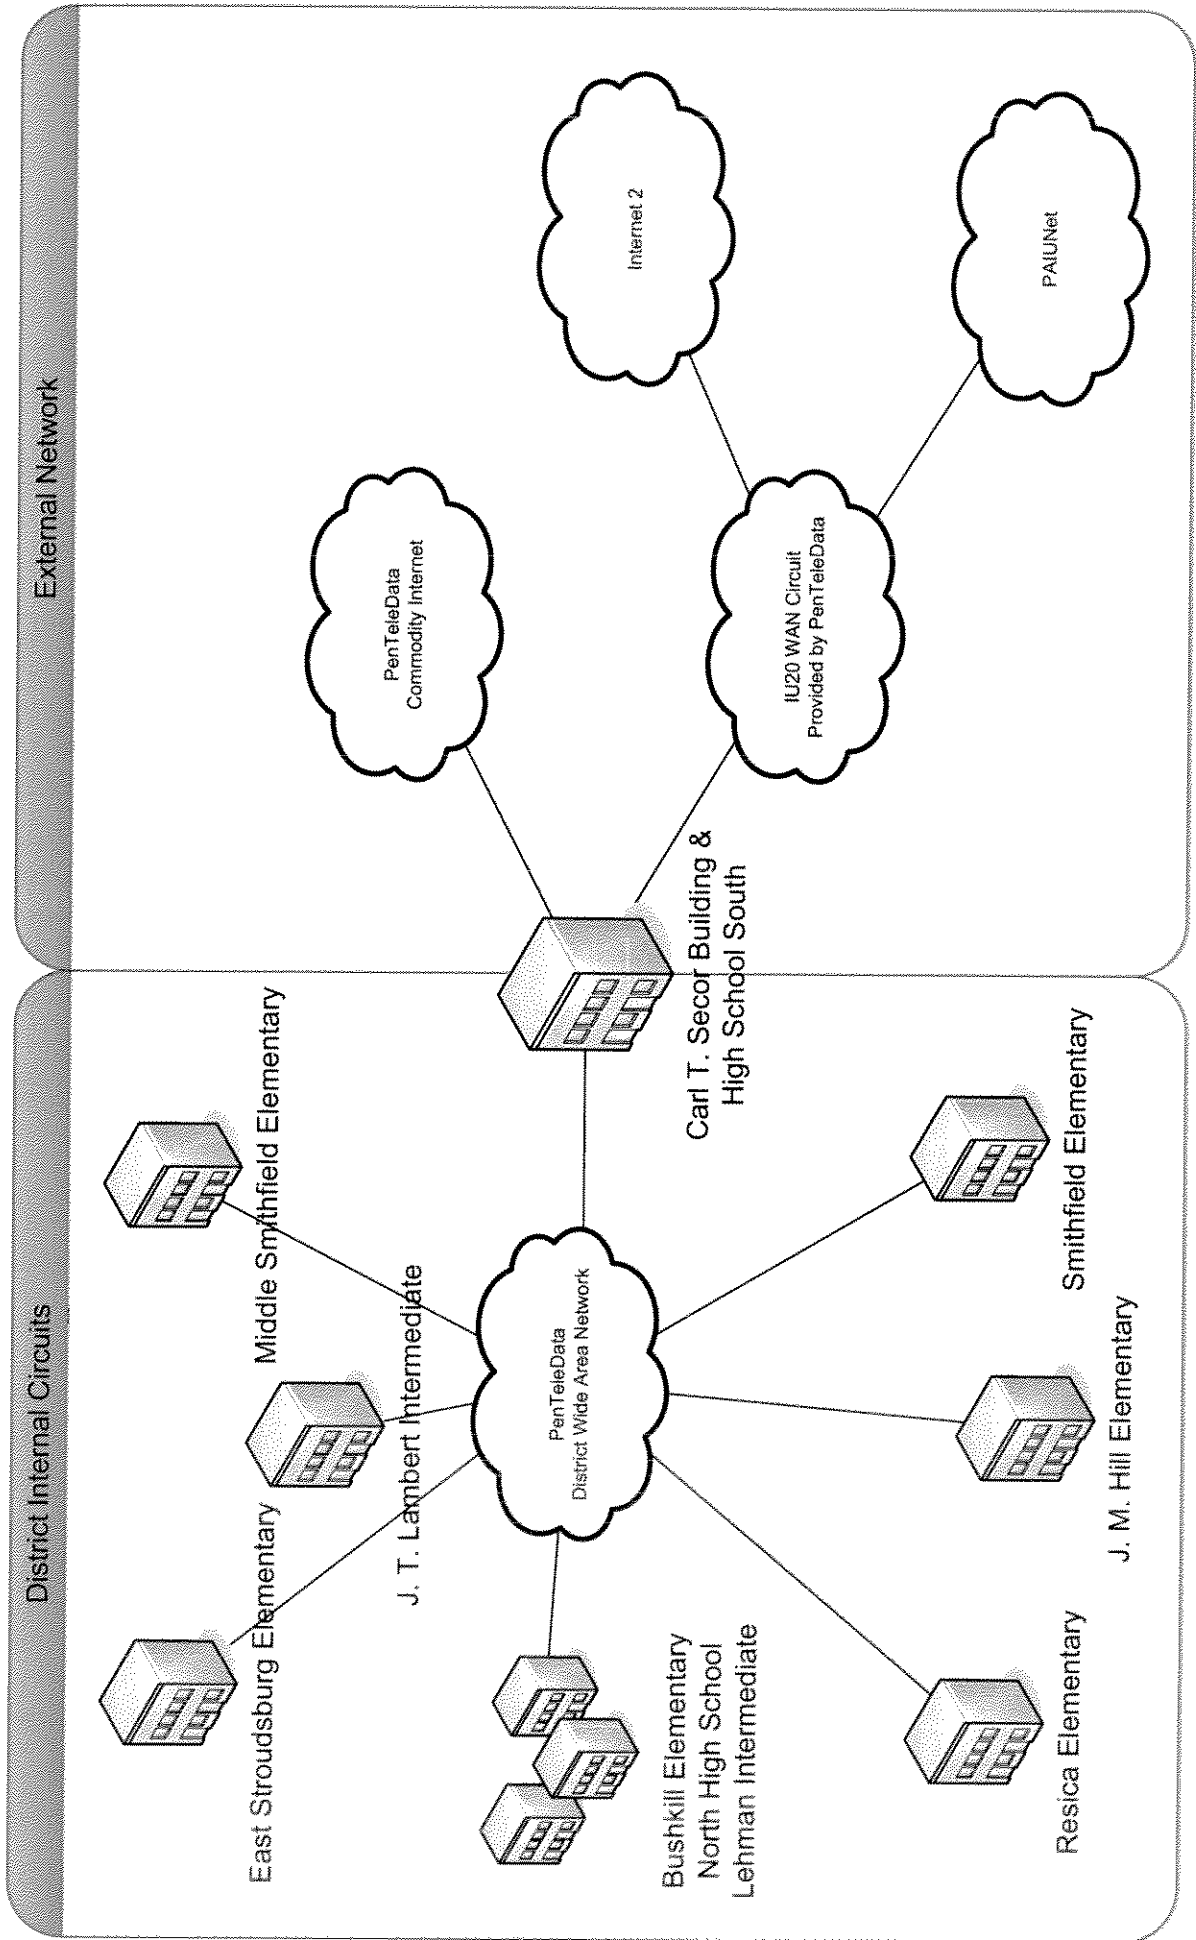 District Internal Circuits
External Network
East Stroudsburg Elementary
Middle Smithfield Elementary
J. T. Lambert Intermediate
PenTeleData
Commodity Internet
Internet 2
PenTeleData
District Wide Area Network
Bushkill Elementary
North High School
Lehman Intermediate
Carl T. Secor Building &
High School South
IU20 WAN Circuit
Provided by PenTeleData
PAIUNet
Resica Elementary
J. M. Hill Elementary
Smithfield Elementary